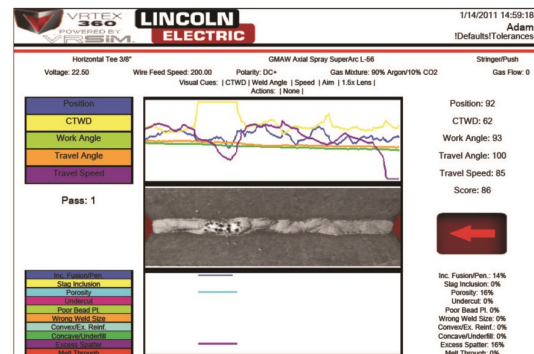 VRTEX
360
POWERED BY
VRSIM
LINCOLN
ELECTRIC
1/14/2011 14:59:18
Adam
!Defaults!Tolerances
Horizontal Tee 3/8"
GMAW Axial Spray SuperArc L-56
Stringer/Push
Voltage: 22.50 Wire Feed Speed: 200.00 Polarity: DC+ Gas Mixture: 90% Argon/10% CO2 Gas Flow: 0
Visual Cues: | CTWD | Weld Angle | Speed | Aim | 1.5x Lens |
Actions: | None |
Position
CTWD
Work Angle
Travel Angle
Travel Speed
Pass: 1
Position: 92
CTWD: 62
Work Angle: 93
Travel Angle: 100
Travel Speed: 85
Score: 86
Inc. Fusion/Pen.
Slag Inclusion
Porosity
Undercut
Poor Bead Pl.
Wrong Weld Size
Convex/Ex. Reinf.
Concave/Underfill
Excess Spatter
Melt Through
Inc. Fusion/Pen.: 14%
Slag Inclusion: 0%
Porosity: 16%
Undercut: 0%
Poor Bead Pl. 0%
Wrong Weld Size: 0%
Convex/Ex. Reinf.: 0%
Concave/Underfill: 0%
Excess Spatter: 16%
Melt Through: 0%